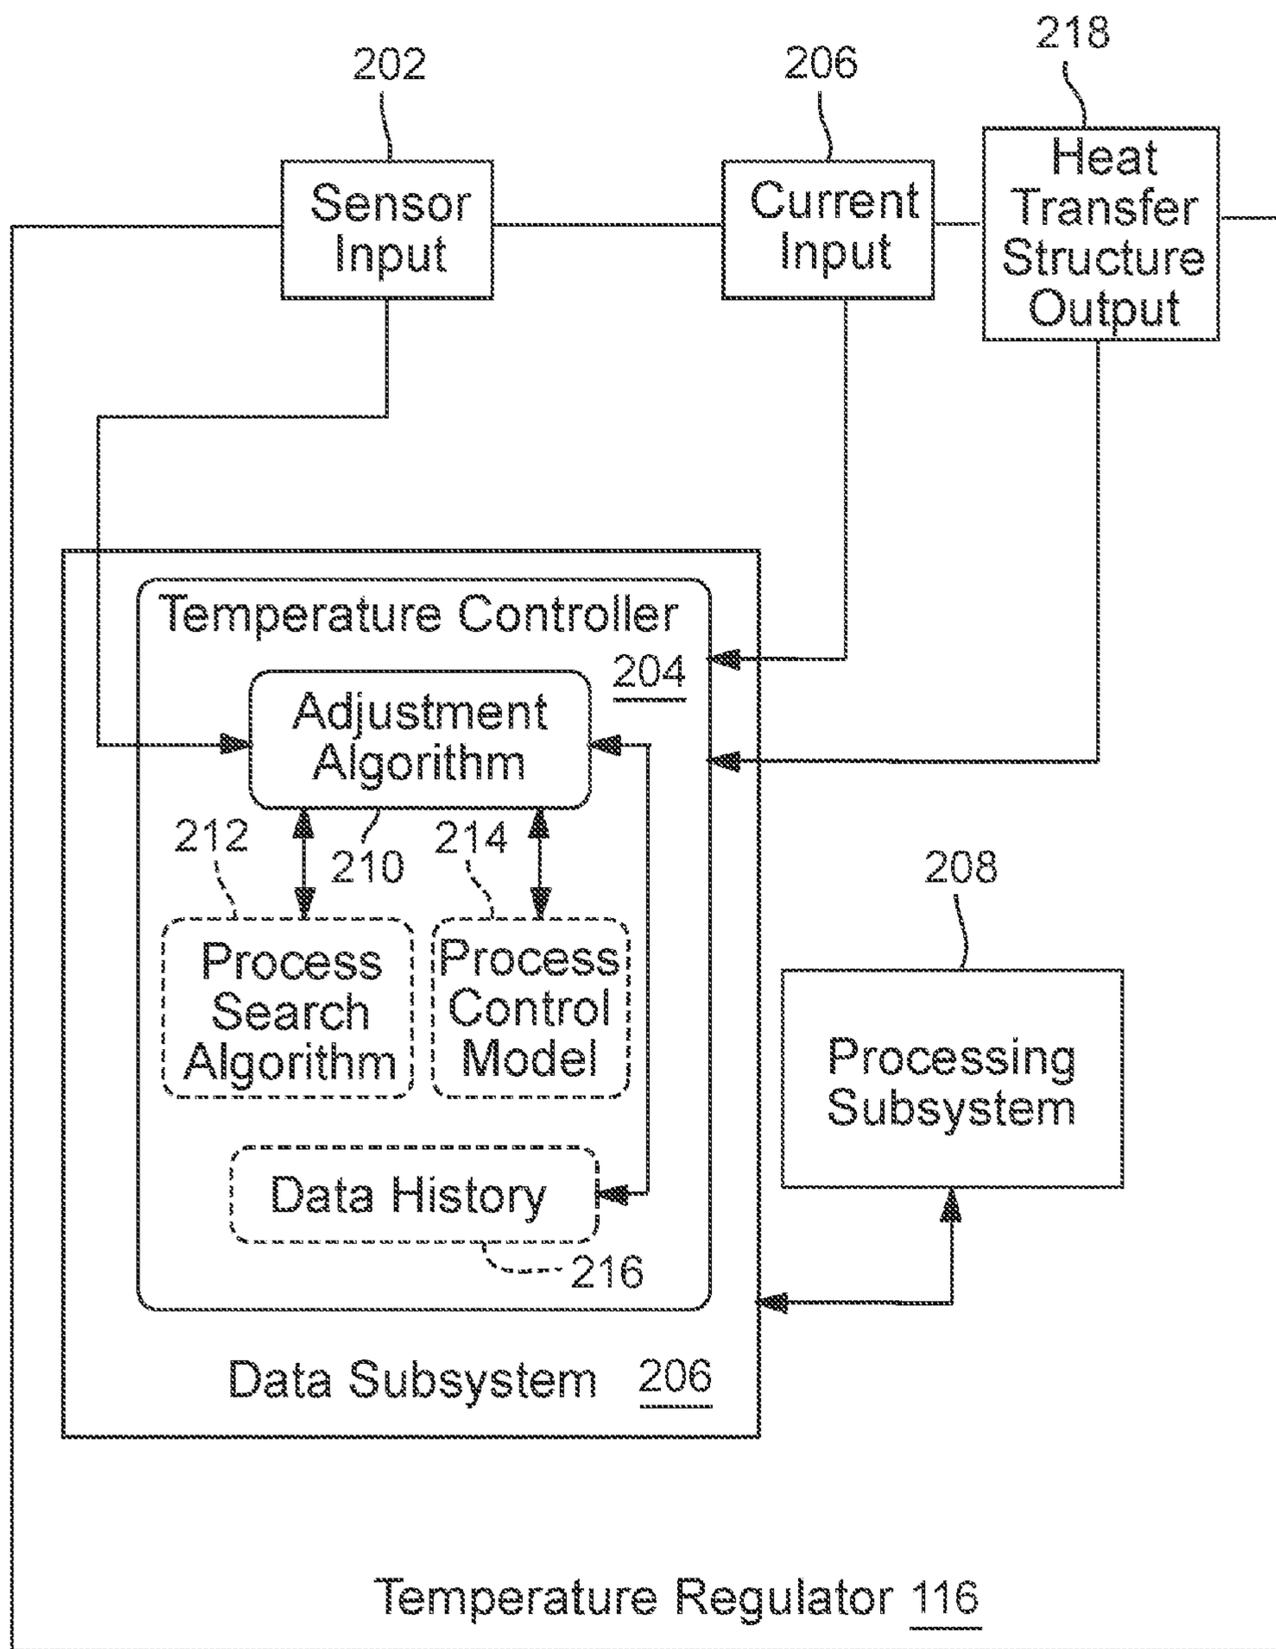 218
202
206
Heat
Transfer
Structure
Output
Sensor
Input
Current
Input
Temperature Controller
204
Adjustment
Algorithm
212
210
214
208
Process
Search
Algorithm
Process
Control
Model
Processing
Subsystem
Data History
216
Data Subsystem 206
Temperature Regulator 116